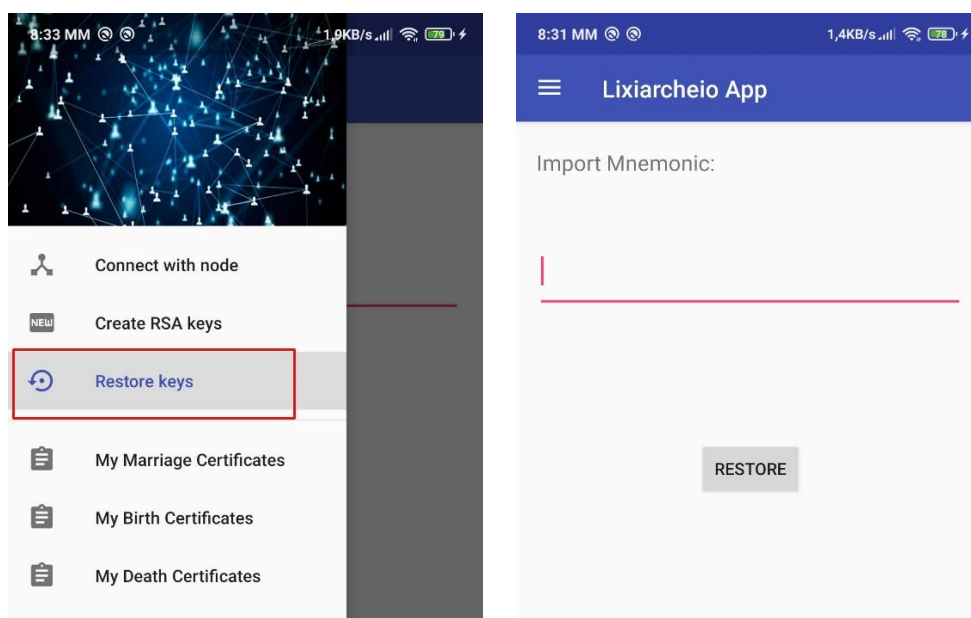 8:33 MM 1,9KB/s 79
NEW
Connect with node
Create RSA keys
Restore keys
My Marriage Certificates
My Birth Certificates
My Death Certificates
8:31 MM 1,4KB/s 78
Lixiarcheio App
Import Mnemonic:
RESTORE